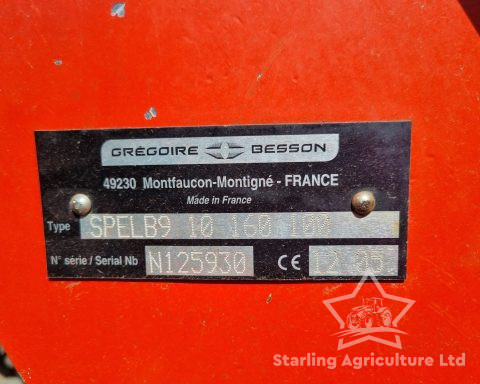 GRÉGOIRE BESSON
49230 Montfaucon-Montigné - FRANCE
Made in France
Type SPELB9 10 160 100
N° série / Serial Nb N125930 CE 12 05
Starling Agriculture Ltd